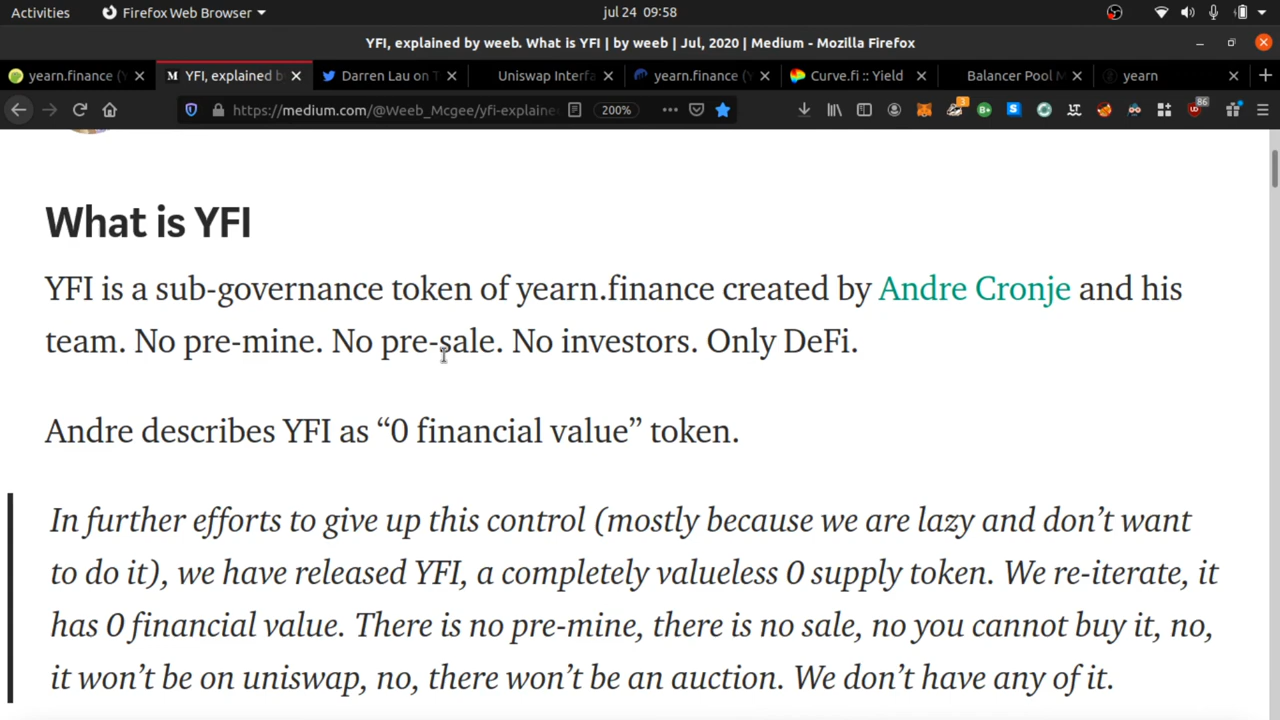 Activities Firefox Web Browser jul 24 09:58
YFI, explained by weeb. What is YFI | by weeb | Jul, 2020 | Medium - Mozilla Firefox
yearn.finance (Y M YFI, explained b Darren Lau on T Uniswap Interfa yearn.finance (Y Curve.fi :: Yield Balancer Pool M yearn
https://medium.com/@Weeb_Mcgee/yfi-explaine 200% 3 B+ S LT 86
What is YFI
YFI is a sub-governance token of yearn.finance created by Andre Cronje and his
team. No pre-mine. No pre-sale. No investors. Only DeFi.
Andre describes YFI as “0 financial value” token.
In further efforts to give up this control (mostly because we are lazy and don’t want
to do it), we have released YFI, a completely valueless 0 supply token. We re-iterate, it
has 0 financial value. There is no pre-mine, there is no sale, no you cannot buy it, no,
it won’t be on uniswap, no, there won’t be an auction. We don’t have any of it.